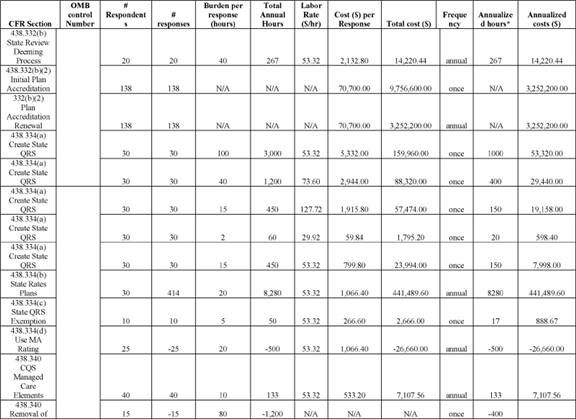 CFR Section | OMB control Number | # Respondents | # responses | Burden per response (hours) | Total Annual Hours | Labor Rate ($/hr) | Cost ($) per Response | Total cost ($) | Frequency | Annualized hours* | Annualized costs ($)
438.332(b) State Review Deeming Process | | 20 | 20 | 40 | 267 | 53.32 | 2,132.80 | 14,220.44 | annual | 267 | 14,220.44
438.332(b)(2) Initial Plan Accreditation | | 138 | 138 | N/A | N/A | N/A | 70,700.00 | 9,756,600.00 | once | N/A | 3,252,200.00
332(b)(2) Plan Accreditation Renewal | | 138 | 138 | N/A | N/A | N/A | 70,700.00 | 3,252,200.00 | annual | N/A | 3,252,200.00
438.334(a) Create State QRS | | 30 | 30 | 100 | 3,000 | 53.32 | 5,332.00 | 159,960.00 | once | 1000 | 53,320.00
438.334(a) Create State QRS | | 30 | 30 | 40 | 1,200 | 73.60 | 2,944.00 | 88,320.00 | once | 400 | 29,440.00
438.334(a) Create State QRS | | 30 | 30 | 15 | 450 | 127.72 | 1,915.80 | 57,474.00 | once | 150 | 19,158.00
438.334(a) Create State QRS | | 30 | 30 | 2 | 60 | 29.92 | 59.84 | 1,795.20 | once | 20 | 598.40
438.334(a) Create State QRS | | 30 | 30 | 15 | 450 | 53.32 | 799.80 | 23,994.00 | once | 150 | 7,998.00
438.334(b) State Rates Plans | | 30 | 414 | 20 | 8,280 | 53.32 | 1,066.40 | 441,489.60 | annual | 8280 | 441,489.60
438.334(c) State QRS Exemption | | 10 | 10 | 5 | 50 | 53.32 | 266.60 | 2,666.00 | once | 17 | 888.67
438.334(d) Use MA Rating | | 25 | -25 | 20 | -500 | 53.32 | 1,066.40 | -26,660.00 | annual | -500 | -26,660.00
438.340 CQS Managed Care Elements | | 40 | 40 | 10 | 133 | 53.32 | 533.20 | 7,107.56 | annual | 133 | 7,107.56
438.340 Removal of | | 15 | -15 | 80 | -1,200 | N/A | N/A | N/A | once | -400 |